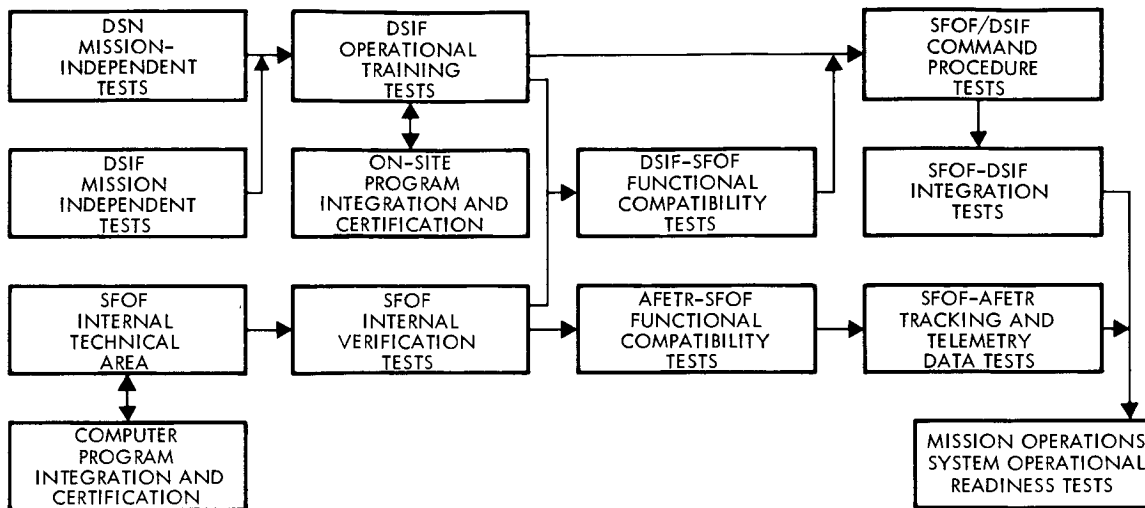 DSN
MISSION-
INDEPENDENT
TESTS
DSIF
OPERATIONAL
TRAINING
TESTS
SFOF/DSIF
COMMAND
PROCEDURE
TESTS
DSIF
MISSION
INDEPENDENT
TESTS
ON-SITE
PROGRAM
INTEGRATION AND
CERTIFICATION
DSIF-SFOF
FUNCTIONAL
COMPATIBILITY
TESTS
SFOF-DSIF
INTEGRATION
TESTS
SFOF
INTERNAL
TECHNICAL
AREA
SFOF
INTERNAL
VERIFICATION
TESTS
AFETR-SFOF
FUNCTIONAL
COMPATIBILITY
TESTS
SFOF-AFETR
TRACKING AND
TELEMETRY
DATA TESTS
COMPUTER
PROGRAM
INTEGRATION AND
CERTIFICATION
MISSION OPERATIONS
SYSTEM OPERATIONAL
READINESS TESTS